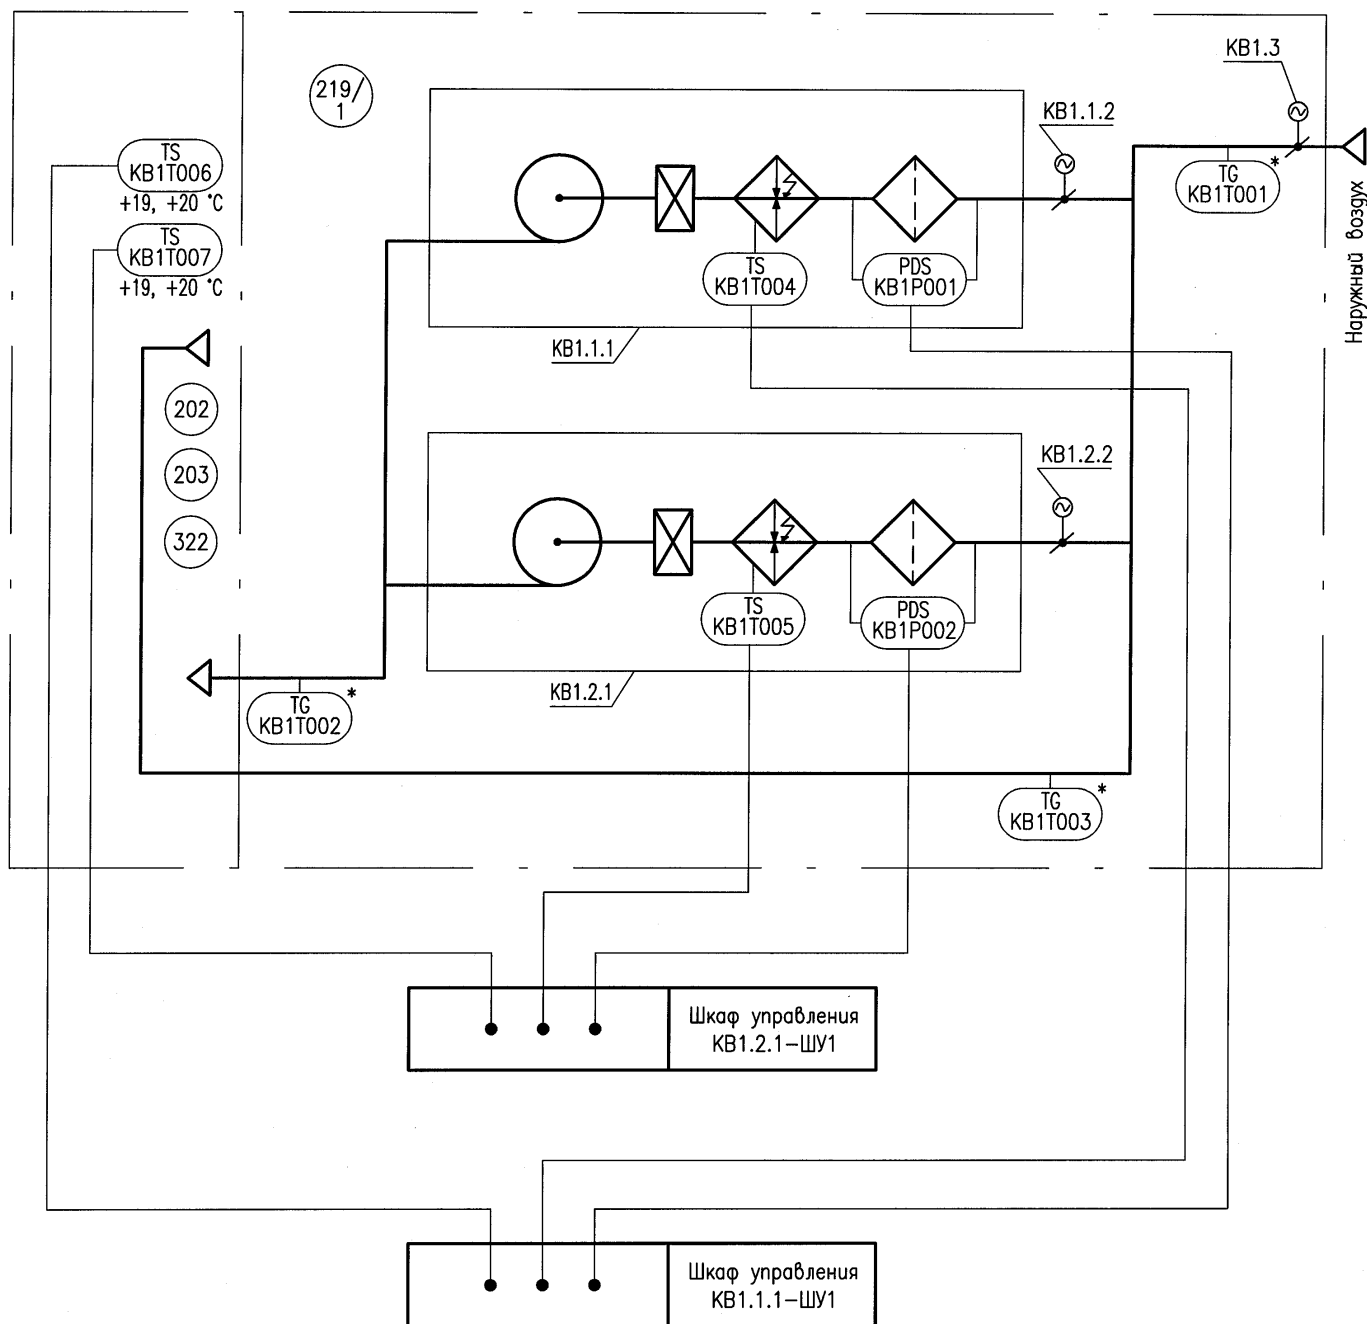 КВ1.3
219/
1
КВ1.1.2
TS
КВ1Т006
+19, +20 °С
TG
КВ1Т001
*
Наружный воздух
TS
КВ1Т007
+19, +20 °С
TS
КВ1Т004
PDS
КВ1Р001
КВ1.1.1
202
203
322
КВ1.2.2
TS
КВ1Т005
PDS
КВ1Р002
КВ1.2.1
TG
КВ1Т002
*
TG
КВ1Т003
*
Шкаф управления
КВ1.2.1-ШУ1
Шкаф управления
КВ1.1.1-ШУ1